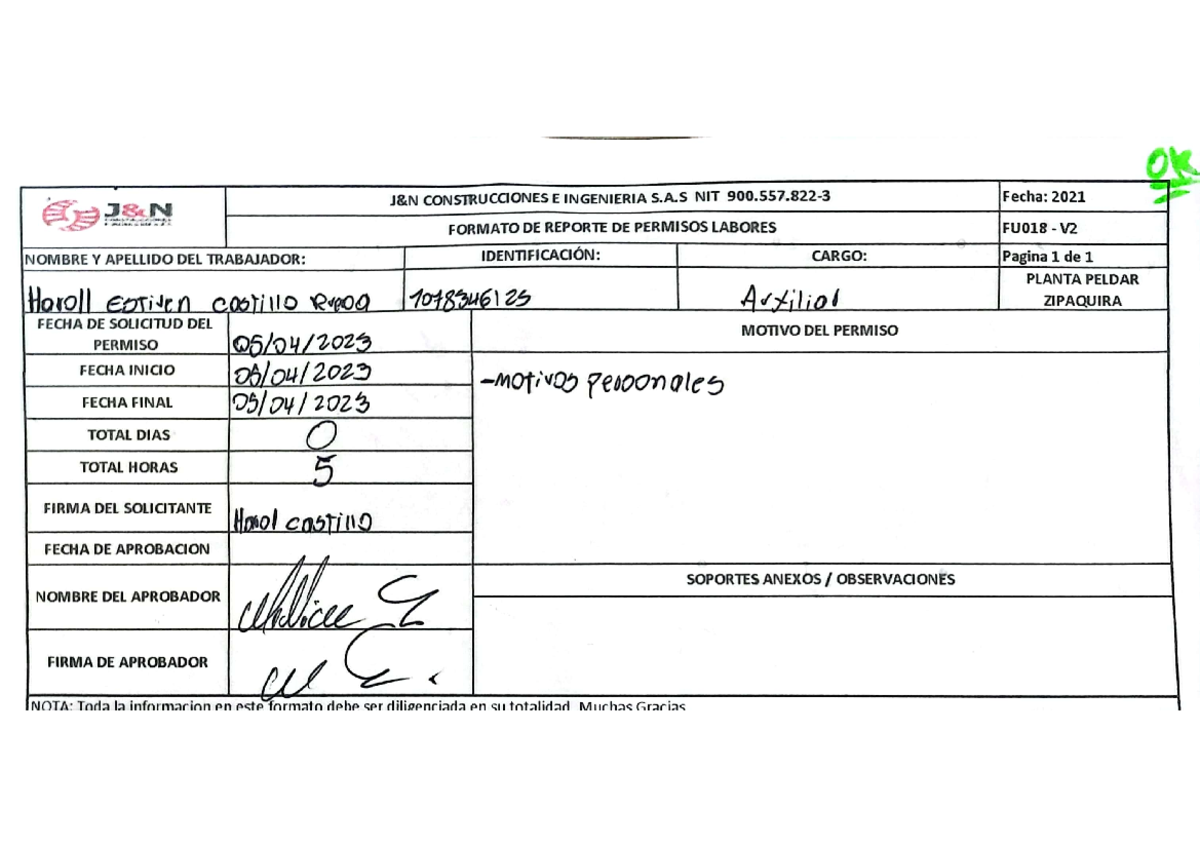 OK
J&N
J&N CONSTRUCCIONES E INGENIERIA S.A.S NIT 900.557.822-3
Fecha: 2021
FORMATO DE REPORTE DE PERMISOS LABORES
FU018 - V2
NOMBRE Y APELLIDO DEL TRABAJADOR:
IDENTIFICACIÓN:
CARGO:
Pagina 1 de 1
Haroll Estiven Castillo
1078346125
Auxiliar
PLANTA PELDAR
ZIPAQUIRA
FECHA DE SOLICITUD DEL
PERMISO
05/04/2023
MOTIVO DEL PERMISO
FECHA INICIO
05/04/2023
-Motivos personales
FECHA FINAL
05/04/2023
TOTAL DIAS
0
TOTAL HORAS
5
FIRMA DEL SOLICITANTE
Harol castillo
FECHA DE APROBACION
SOPORTES ANEXOS / OBSERVACIONES
NOMBRE DEL APROBADOR
FIRMA DE APROBADOR
NOTA: Toda la informacion en este formato debe ser diligenciada en su totalidad. Muchas Gracias